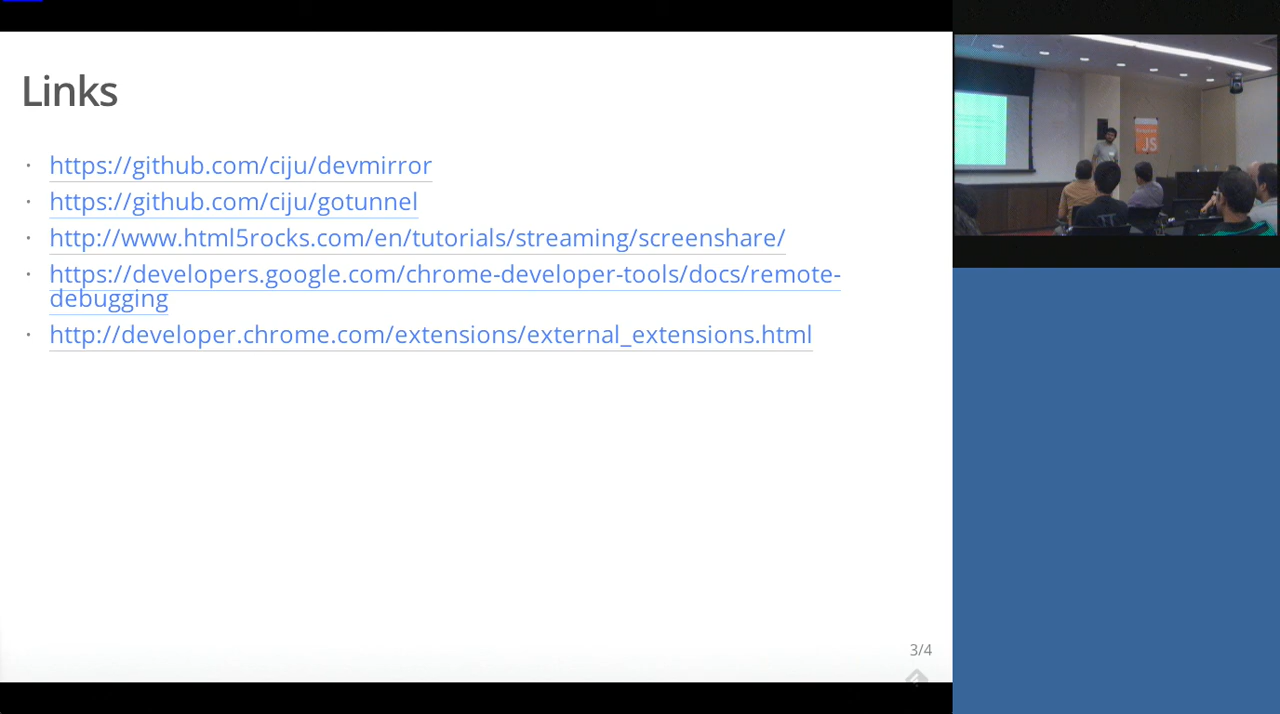 Links
· https://github.com/ciju/devmirror
· https://github.com/ciju/gotunnel
· http://www.html5rocks.com/en/tutorials/streaming/screenshare/
· https://developers.google.com/chrome-developer-tools/docs/remote-
debugging
· http://developer.chrome.com/extensions/external_extensions.html
3/4
JS